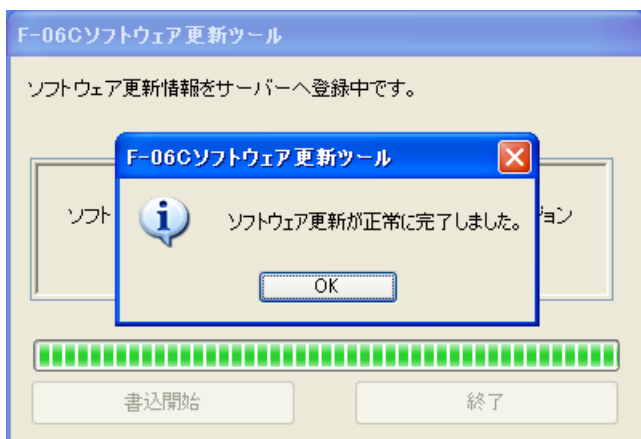 F-06Cソフトウェア更新ツール
ソフトウェア更新情報をサーバーへ登録中です。
F-06Cソフトウェア更新ツール
ソフト
ョン
ソフトウェア更新が正常に完了しました。
OK
書込開始
終了